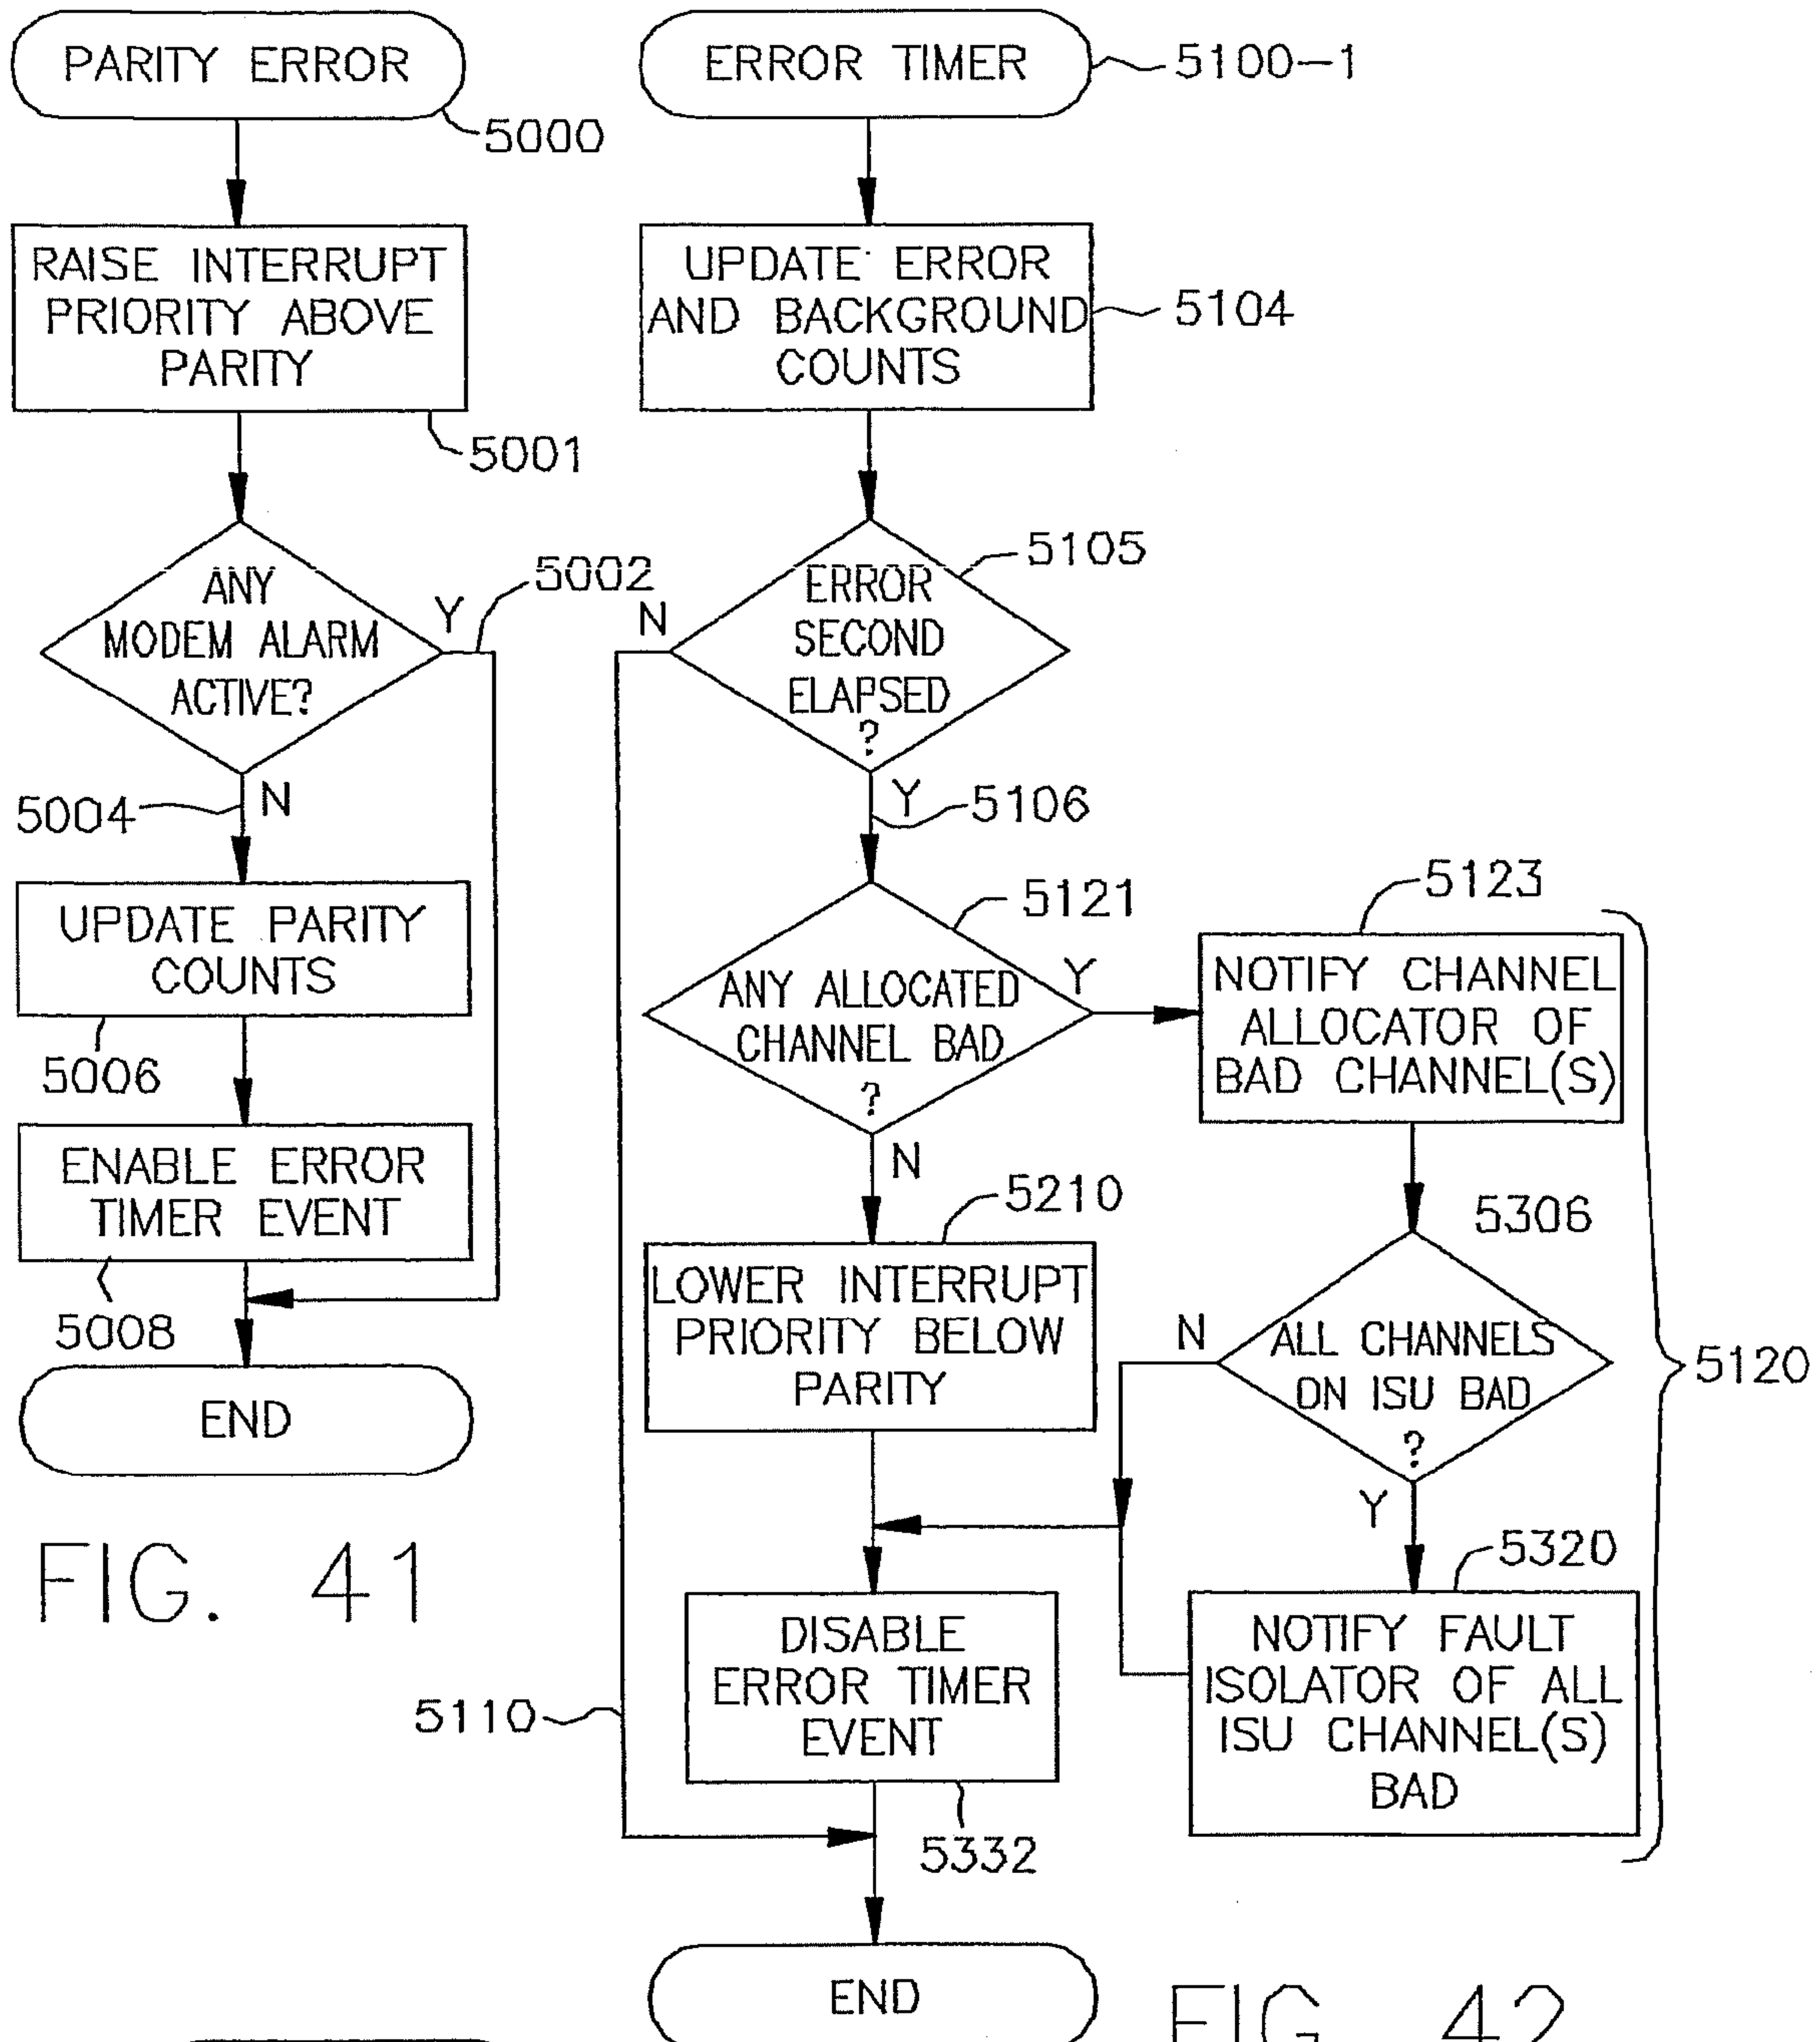 PARITY ERROR
5000
RAISE INTERRUPT
PRIORITY ABOVE
PARITY
5001
ANY
MODEM ALARM
ACTIVE?
Y
5002
5004
N
UPDATE PARITY
COUNTS
5006
ENABLE ERROR
TIMER EVENT
5008
END
FIG. 41
ERROR TIMER
5100-1
UPDATE ERROR
AND BACKGROUND
COUNTS
5104
5105
N
ERROR
SECOND
ELAPSED
?
Y
5106
5121
ANY ALLOCATED
CHANNEL BAD
?
Y
N
5123
NOTIFY CHANNEL
ALLOCATOR OF
BAD CHANNEL(S)
5210
LOWER INTERRUPT
PRIORITY BELOW
PARITY
5306
N
ALL CHANNELS
ON ISU BAD
?
Y
5120
5320
NOTIFY FAULT
ISOLATOR OF ALL
ISU CHANNEL(S)
BAD
DISABLE
ERROR TIMER
EVENT
5110
5332
END
FIG. 42